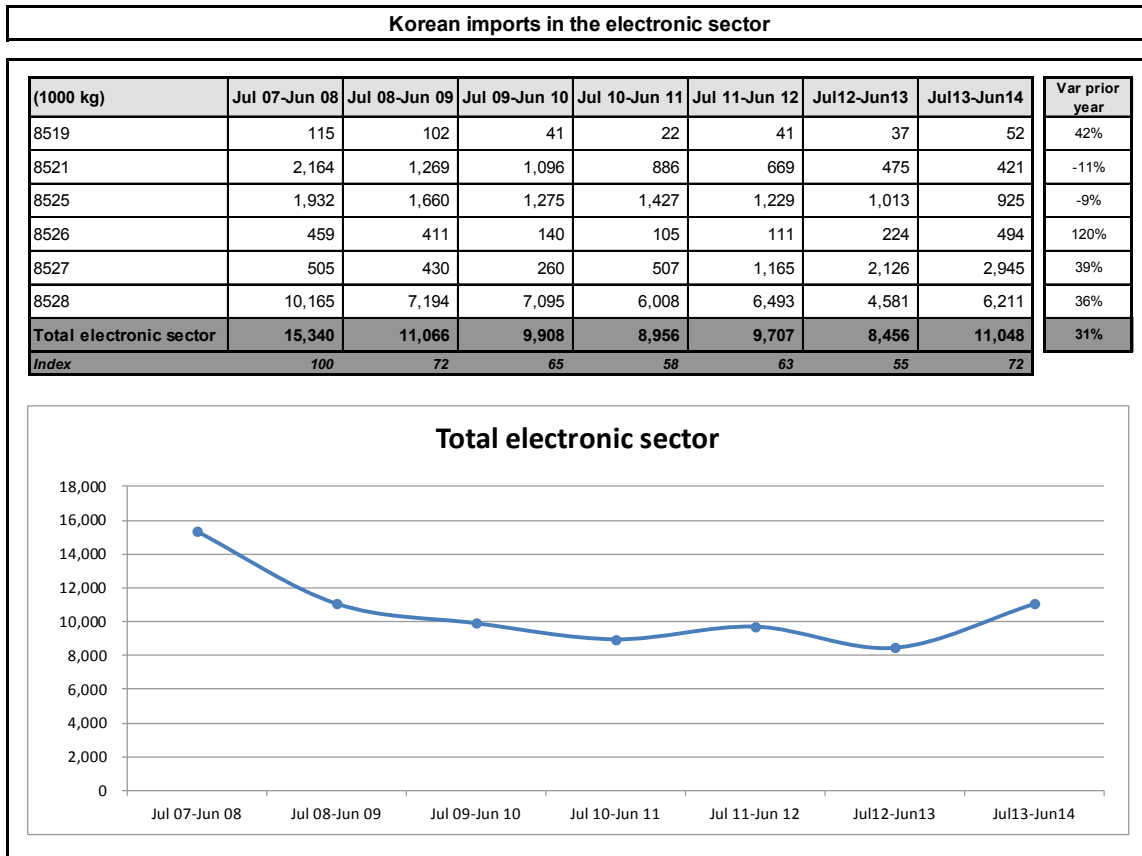 Korean imports in the electronic sector
(1000 kg) Jul 07-Jun 08 Jul 08-Jun 09 Jul 09-Jun 10 Jul 10-Jun 11 Jul 11-Jun 12 Jul12-Jun13 Jul13-Jun14 Var prior
year
8519 115 102 41 22 41 37 52 42%
8521 2,164 1,269 1,096 886 669 475 421 -11%
8525 1,932 1,660 1,275 1,427 1,229 1,013 925 -9%
8526 459 411 140 105 111 224 494 120%
8527 505 430 260 507 1,165 2,126 2,945 39%
8528 10,165 7,194 7,095 6,008 6,493 4,581 6,211 36%
Total electronic sector 15,340 11,066 9,908 8,956 9,707 8,456 11,048 31%
Index 100 72 65 58 63 55 72
Total electronic sector
18,000
16,000
14,000
12,000
10,000
8,000
6,000
4,000
2,000
0
Jul 07-Jun 08 Jul 08-Jun 09 Jul 09-Jun 10 Jul 10-Jun 11 Jul 11-Jun 12 Jul12-Jun13 Jul13-Jun14